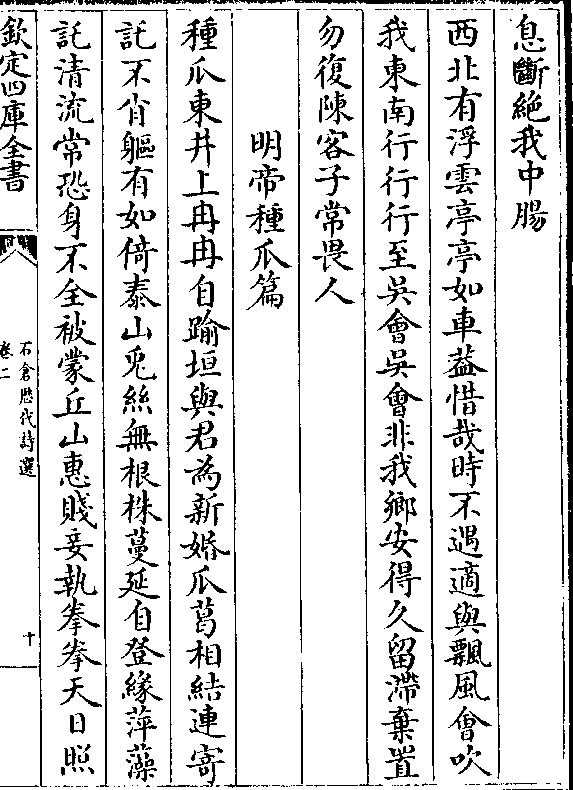 息斷絶我中腸
西北有浮雲亭亭如車葢惜哉時不遇適與飄風㑹吹
我東南行行行至吳㑹吳㑹非我鄉安得久留滯棄置
勿復陳客子常畏人
明帝種瓜篇
種瓜東井上冉冉自踰垣與君為新婚瓜葛相結連寄
託不肖軀有如倚泰山兎絲無根株蔓延自登緣萍藻
託清流常恐身不全被蒙丘山惠賤妾執拳拳天日照
欽定四庫全書
石倉歷代詩選
卷二
十